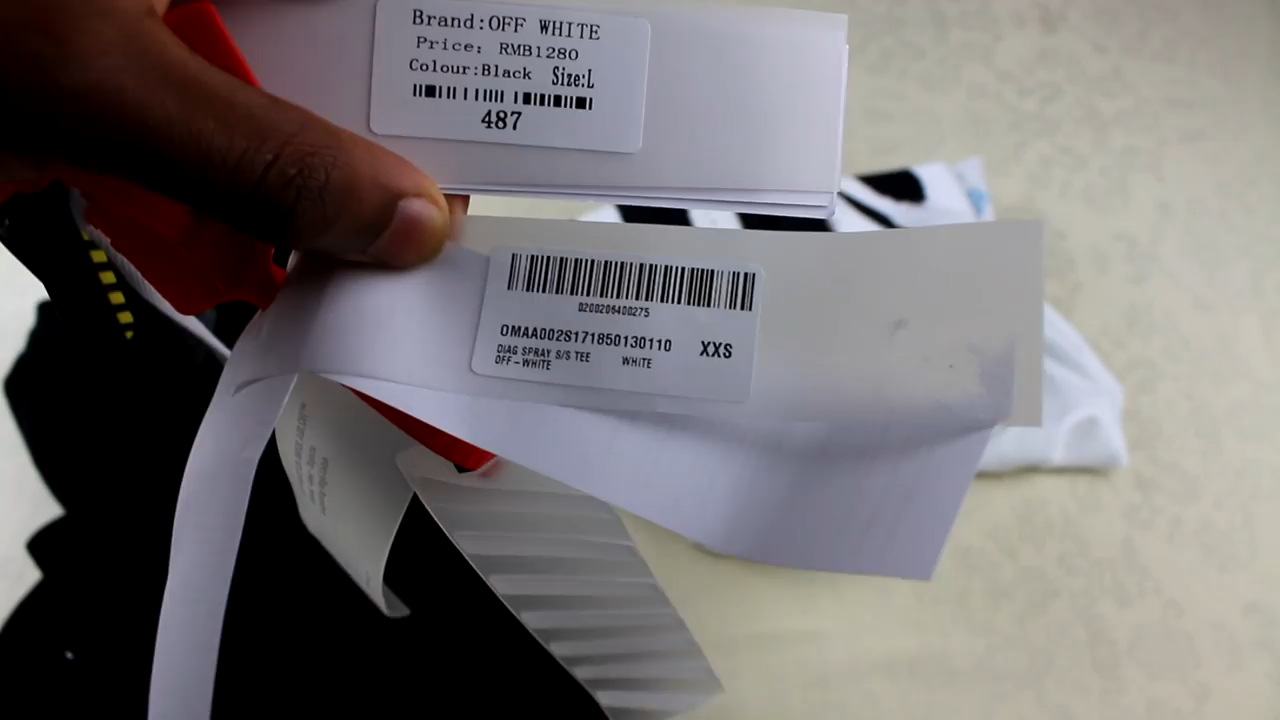 Brand:OFF WHITE
Price: RMB1280
Colour:Black Size:L
487
0200206400275
OMAA002S171850130110 XXS
DIAG SPRAY S/S TEE WHITE
OFF-WHITE